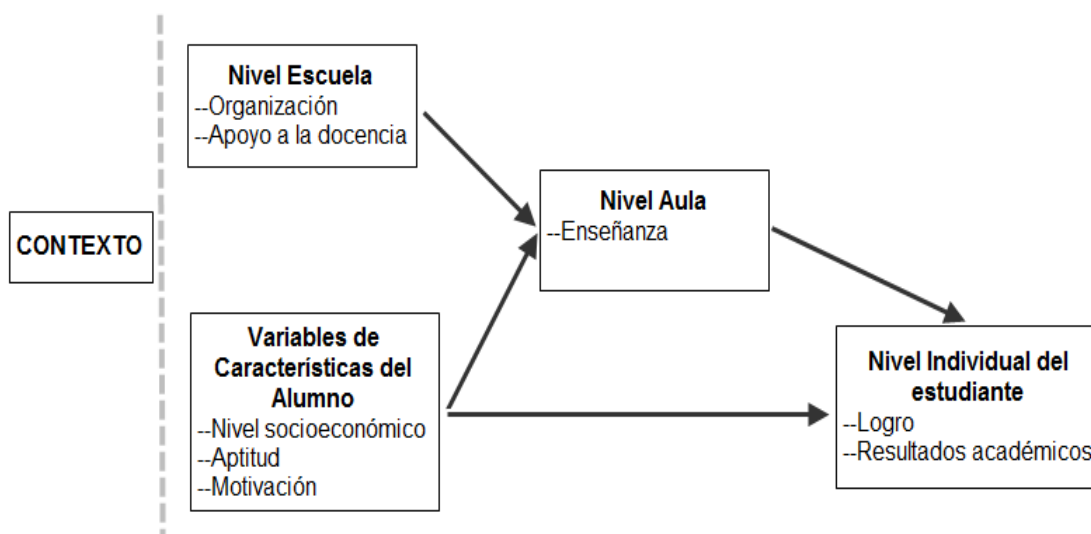 CONTEXTO
Nivel Escuela
--Organización
--Apoyo a la docencia
Variables de
Características del
Alumno
--Nivel socioeconómico
--Aptitud
--Motivación
Nivel Aula
--Enseñanza
Nivel Individual del
estudiante
--Logro
--Resultados académicos